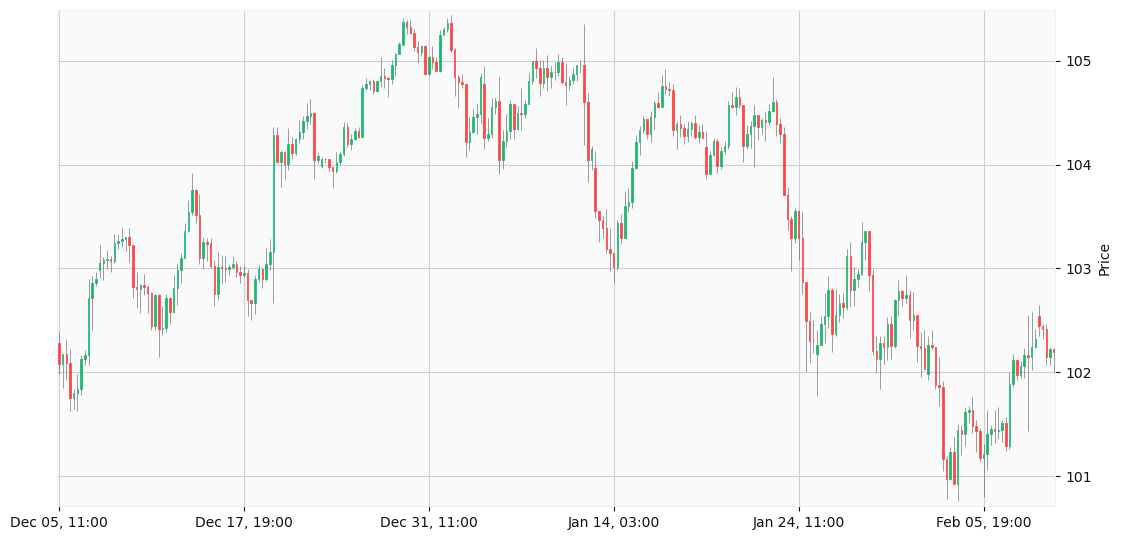 105
104
103
102
101
Price
Dec 05, 11:00
Dec 17, 19:00
Dec 31, 11:00
Jan 14, 03:00
Jan 24, 11:00
Feb 05, 19:00